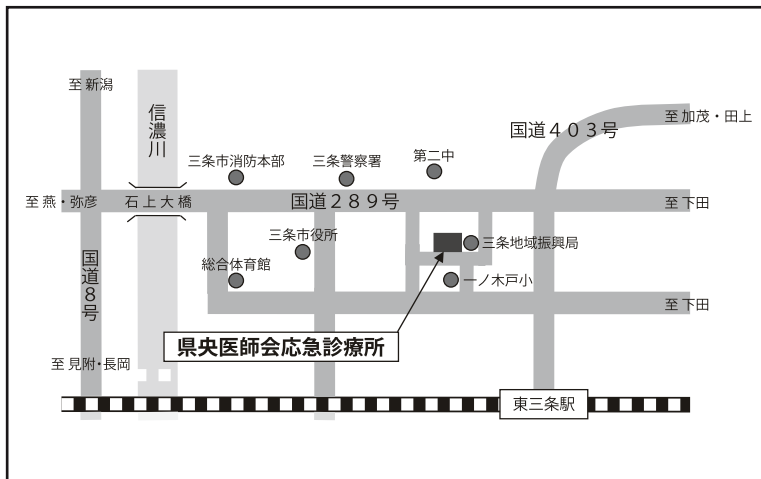 至 新潟
信濃川
国道４０３号
至 加茂・田上
三条市消防本部
三条警察署
第二中
至 燕・弥彦
石上大橋
国道２８９号
至 下田
国道８号
三条市役所
三条地域振興局
総合体育館
一ノ木戸小
至 下田
県央医師会応急診療所
至 見附・長岡
東三条駅